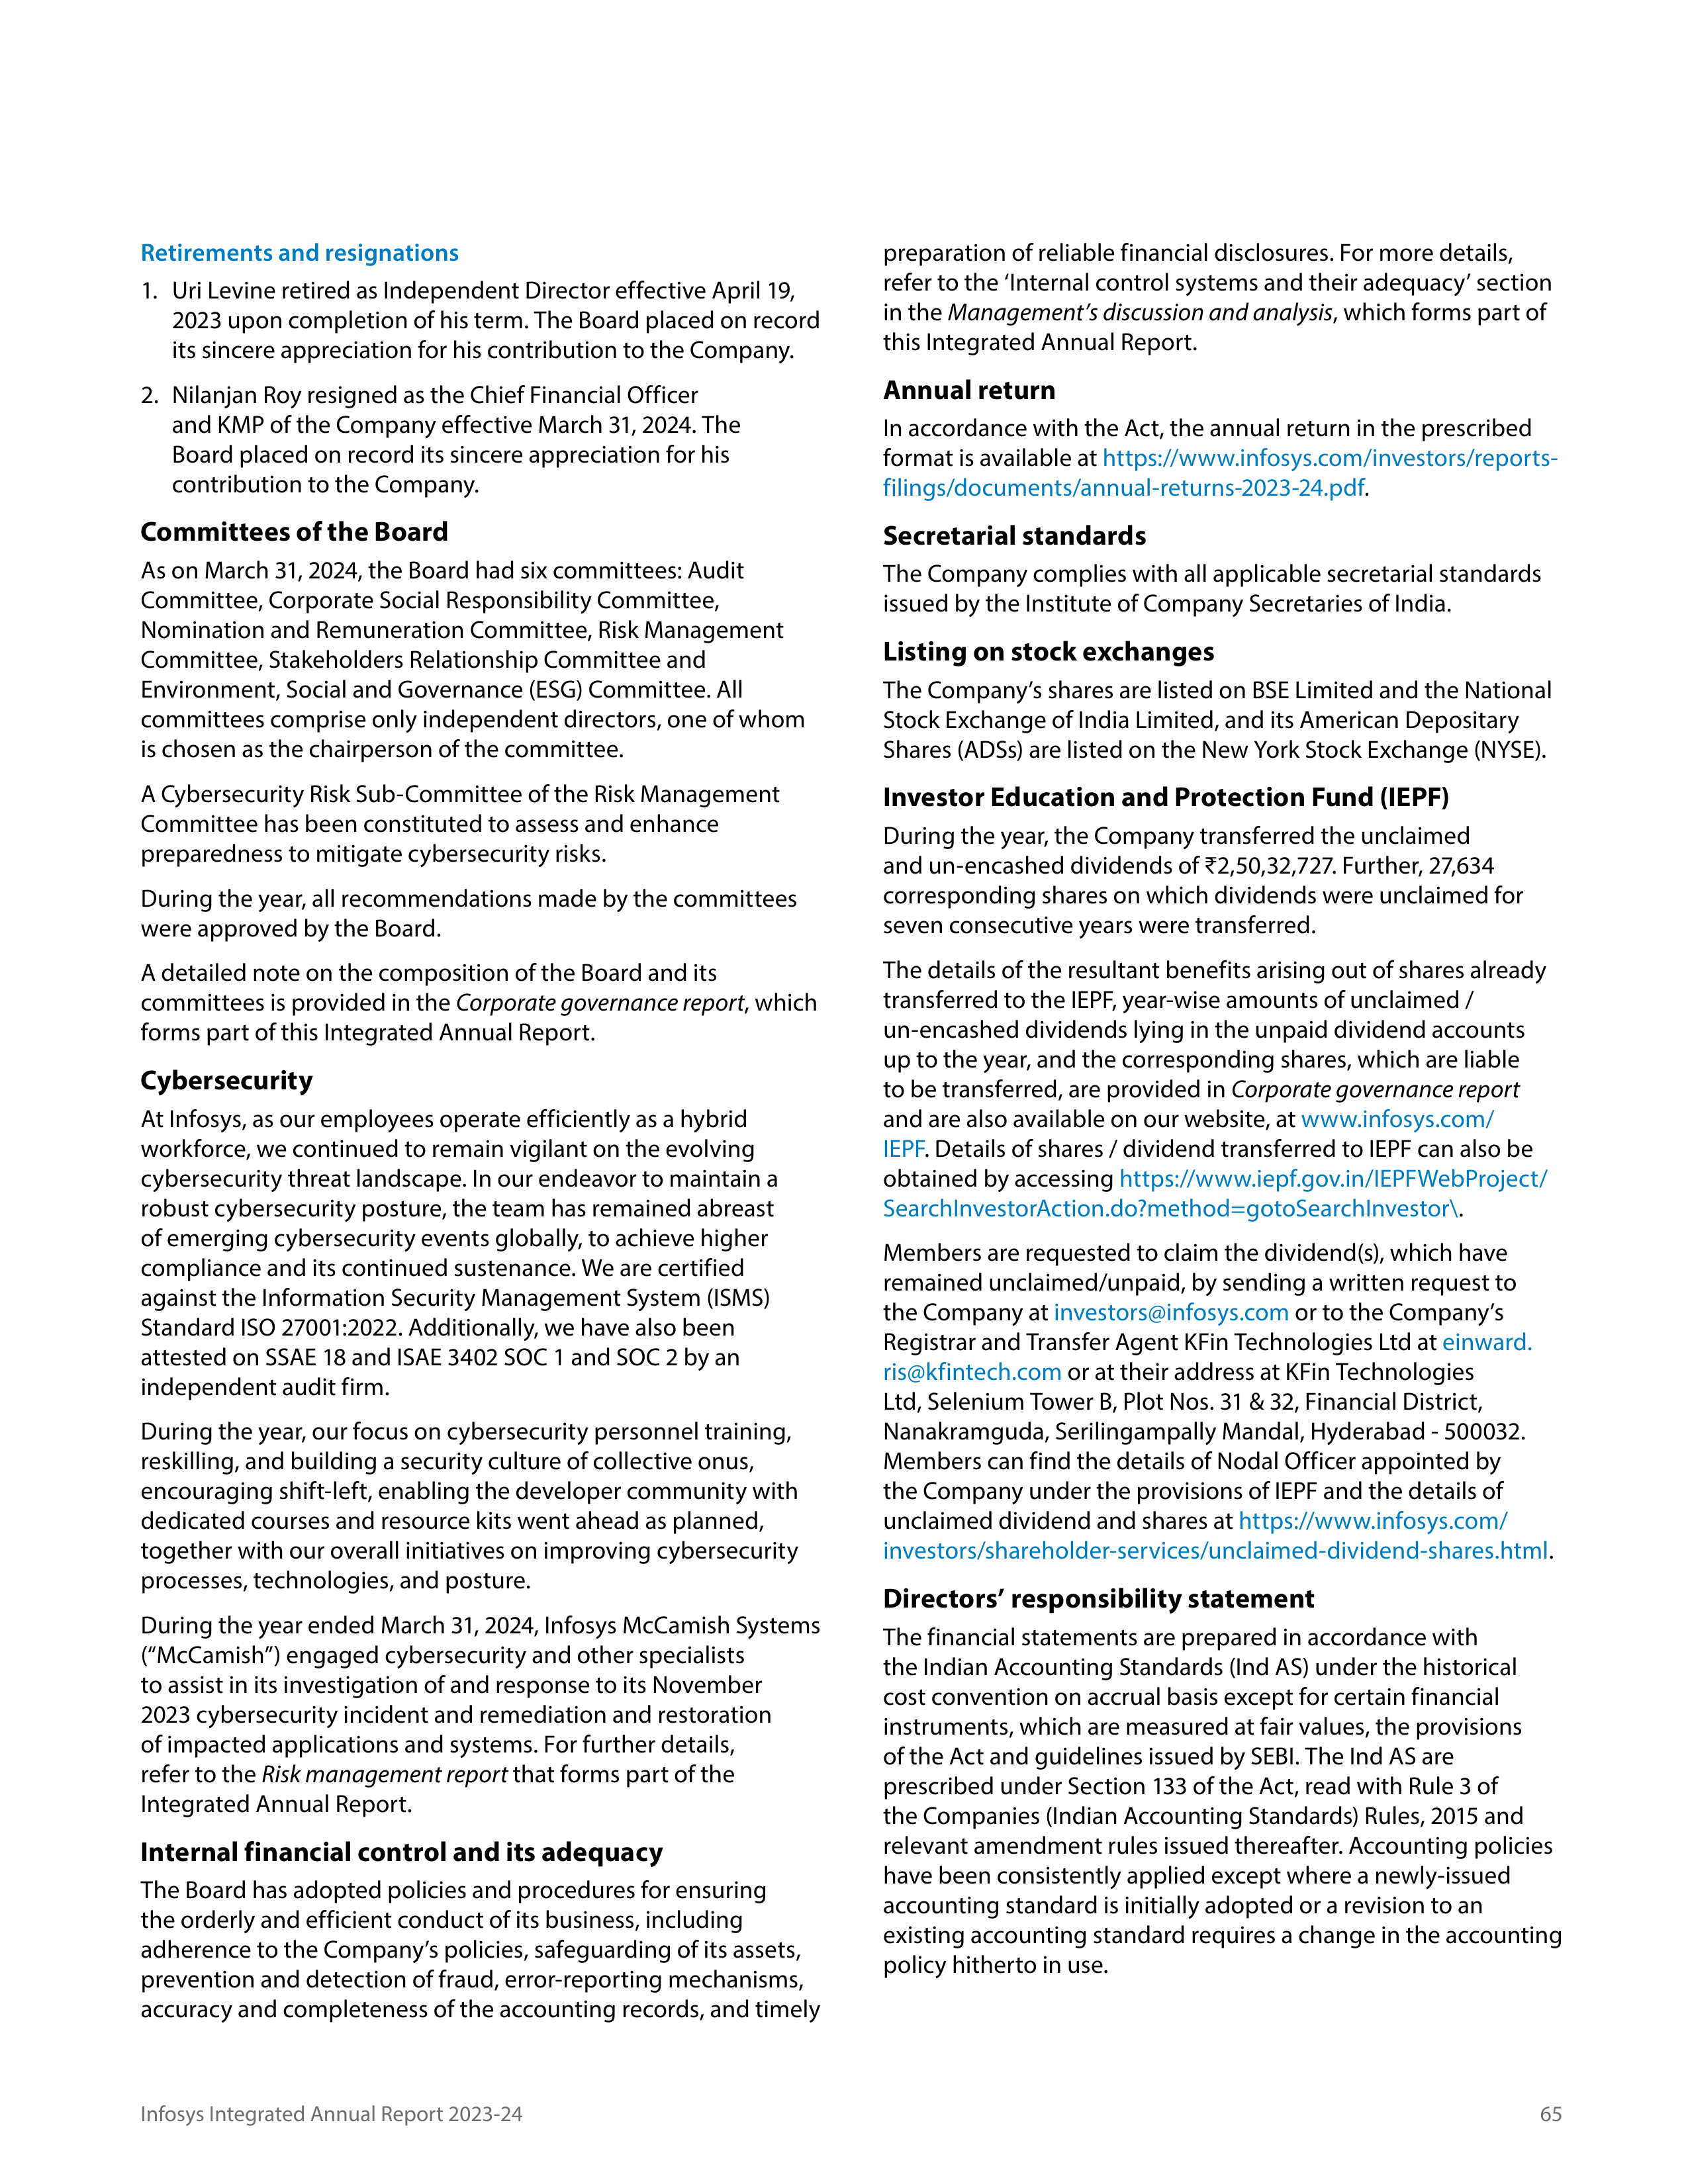 Retirements and resignations
1. Uri Levine retired as Independent Director effective April 19,
2023 upon completion of his term. The Board placed on record
its sincere appreciation for his contribution to the Company.
2. Nilanjan Roy resigned as the Chief Financial Officer
and KMP of the Company effective March 31, 2024. The
Board placed on record its sincere appreciation for his
contribution to the Company.
Committees of the Board
As on March 31, 2024, the Board had six committees: Audit
Committee, Corporate Social Responsibility Committee,
Nomination and Remuneration Committee, Risk Management
Committee, Stakeholders Relationship Committee and
Environment, Social and Governance (ESG) Committee. All
committees comprise only independent directors, one of whom
is chosen as the chairperson of the committee.
A Cybersecurity Risk Sub-Committee of the Risk Management
Committee has been constituted to assess and enhance
preparedness to mitigate cybersecurity risks.
During the year, all recommendations made by the committees
were approved by the Board.
A detailed note on the composition of the Board and its
committees is provided in the Corporate governance report, which
forms part of this Integrated Annual Report.
Cybersecurity
At Infosys, as our employees operate efficiently as a hybrid
workforce, we continued to remain vigilant on the evolving
cybersecurity threat landscape. In our endeavor to maintain a
robust cybersecurity posture, the team has remained abreast
of emerging cybersecurity events globally, to achieve higher
compliance and its continued sustenance. We are certified
against the Information Security Management System (ISMS)
Standard ISO 27001:2022. Additionally, we have also been
attested on SSAE 18 and ISAE 3402 SOC 1 and SOC 2 by an
independent audit firm.
During the year, our focus on cybersecurity personnel training,
reskilling, and building a security culture of collective onus,
encouraging shift-left, enabling the developer community with
dedicated courses and resource kits went ahead as planned,
together with our overall initiatives on improving cybersecurity
processes, technologies, and posture.
During the year ended March 31, 2024, Infosys McCamish Systems
(“McCamish”) engaged cybersecurity and other specialists
to assist in its investigation of and response to its November
2023 cybersecurity incident and remediation and restoration
of impacted applications and systems. For further details,
refer to the Risk management report that forms part of the
Integrated Annual Report.
Internal financial control and its adequacy
The Board has adopted policies and procedures for ensuring
the orderly and efficient conduct of its business, including
adherence to the Company’s policies, safeguarding of its assets,
prevention and detection of fraud, error-reporting mechanisms,
accuracy and completeness of the accounting records, and timely
preparation of reliable financial disclosures. For more details,
refer to the ‘Internal control systems and their adequacy’ section
in the Management’s discussion and analysis, which forms part of
this Integrated Annual Report.
Annual return
In accordance with the Act, the annual return in the prescribed
format is available at https://www.infosys.com/investors/reports-
filings/documents/annual-returns-2023-24.pdf.
Secretarial standards
The Company complies with all applicable secretarial standards
issued by the Institute of Company Secretaries of India.
Listing on stock exchanges
The Company’s shares are listed on BSE Limited and the National
Stock Exchange of India Limited, and its American Depositary
Shares (ADSs) are listed on the New York Stock Exchange (NYSE).
Investor Education and Protection Fund (IEPF)
During the year, the Company transferred the unclaimed
and un-encashed dividends of ₹2,50,32,727. Further, 27,634
corresponding shares on which dividends were unclaimed for
seven consecutive years were transferred.
The details of the resultant benefits arising out of shares already
transferred to the IEPF, year-wise amounts of unclaimed /
un-encashed dividends lying in the unpaid dividend accounts
up to the year, and the corresponding shares, which are liable
to be transferred, are provided in Corporate governance report
and are also available on our website, at www.infosys.com/
IEPF. Details of shares / dividend transferred to IEPF can also be
obtained by accessing https://www.iepf.gov.in/IEPFWebProject/
SearchInvestorAction.do?method=gotoSearchInvestor\.
Members are requested to claim the dividend(s), which have
remained unclaimed/unpaid, by sending a written request to
the Company at investors@infosys.com or to the Company’s
Registrar and Transfer Agent KFin Technologies Ltd at einward.
ris@kfintech.com or at their address at KFin Technologies
Ltd, Selenium Tower B, Plot Nos. 31 & 32, Financial District,
Nanakramguda, Serilingampally Mandal, Hyderabad - 500032.
Members can find the details of Nodal Officer appointed by
the Company under the provisions of IEPF and the details of
unclaimed dividend and shares at https://www.infosys.com/
investors/shareholder-services/unclaimed-dividend-shares.html.
Directors’ responsibility statement
The financial statements are prepared in accordance with
the Indian Accounting Standards (Ind AS) under the historical
cost convention on accrual basis except for certain financial
instruments, which are measured at fair values, the provisions
of the Act and guidelines issued by SEBI. The Ind AS are
prescribed under Section 133 of the Act, read with Rule 3 of
the Companies (Indian Accounting Standards) Rules, 2015 and
relevant amendment rules issued thereafter. Accounting policies
have been consistently applied except where a newly-issued
accounting standard is initially adopted or a revision to an
existing accounting standard requires a change in the accounting
policy hitherto in use.
Infosys Integrated Annual Report 2023-24
65